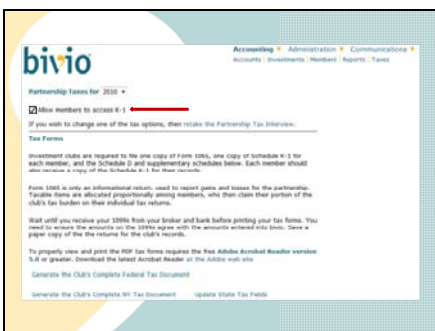 bivio
Accounting Administration Communications
Accounts | Investments | Members | Reports | Taxes
Partnership Taxes for 2010
Allow members to access K-1
If you wish to change one of the tax options, then retake the Partnership Tax Interview.
Tax Forms
Investment clubs are required to file one copy of Form 1065, one copy of Schedule K-1 for
each member, and the Schedule D and supplementary schedules below. Each member should
also receive a copy of the Schedule K-1 for their records.
Form 1065 is only an informational return, used to report gains and losses for the partnership.
Taxable items are allocated proportionally among members, who then claim their portion of the
club's tax burden on their individual tax returns.
Wait until you receive your 1099s from your broker and bank before printing your tax forms. You
need to ensure the amounts on the 1099s agree with the amounts entered into bivio. Save a
paper copy of the the returns for the club's records.
To properly view and print the PDF tax forms requires the free Adobe Acrobat Reader version
5.0 or greater. Download the latest Acrobat Reader at the Adobe web site
Generate the Club's Complete Federal Tax Document
Generate the Club's Complete NY Tax Document Update State Tax Fields